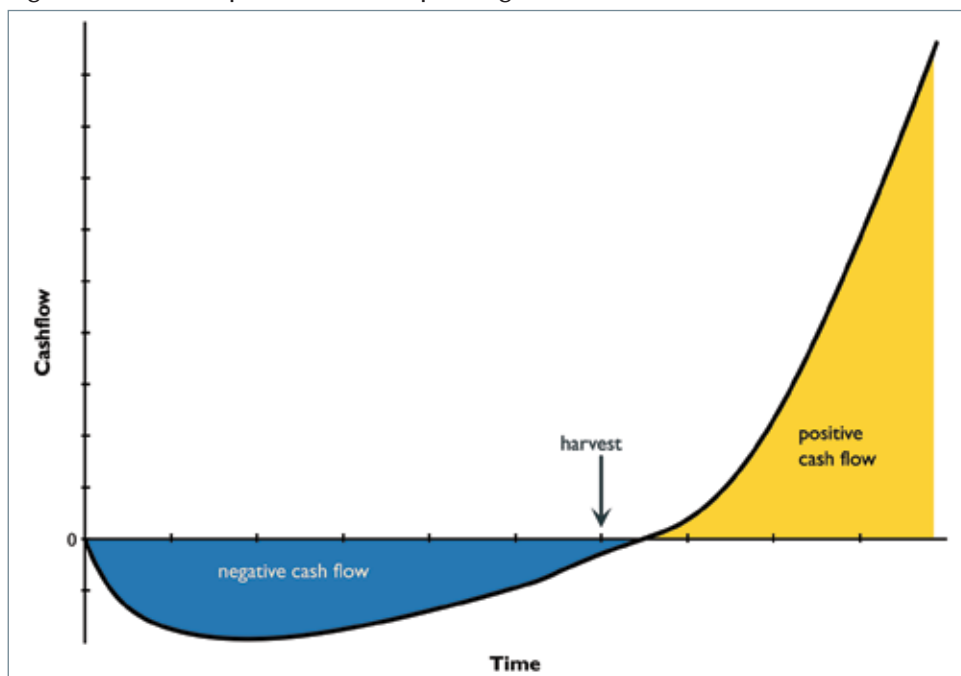 Cashflow
harvest
positive
cash flow
0
negative cash flow
Time